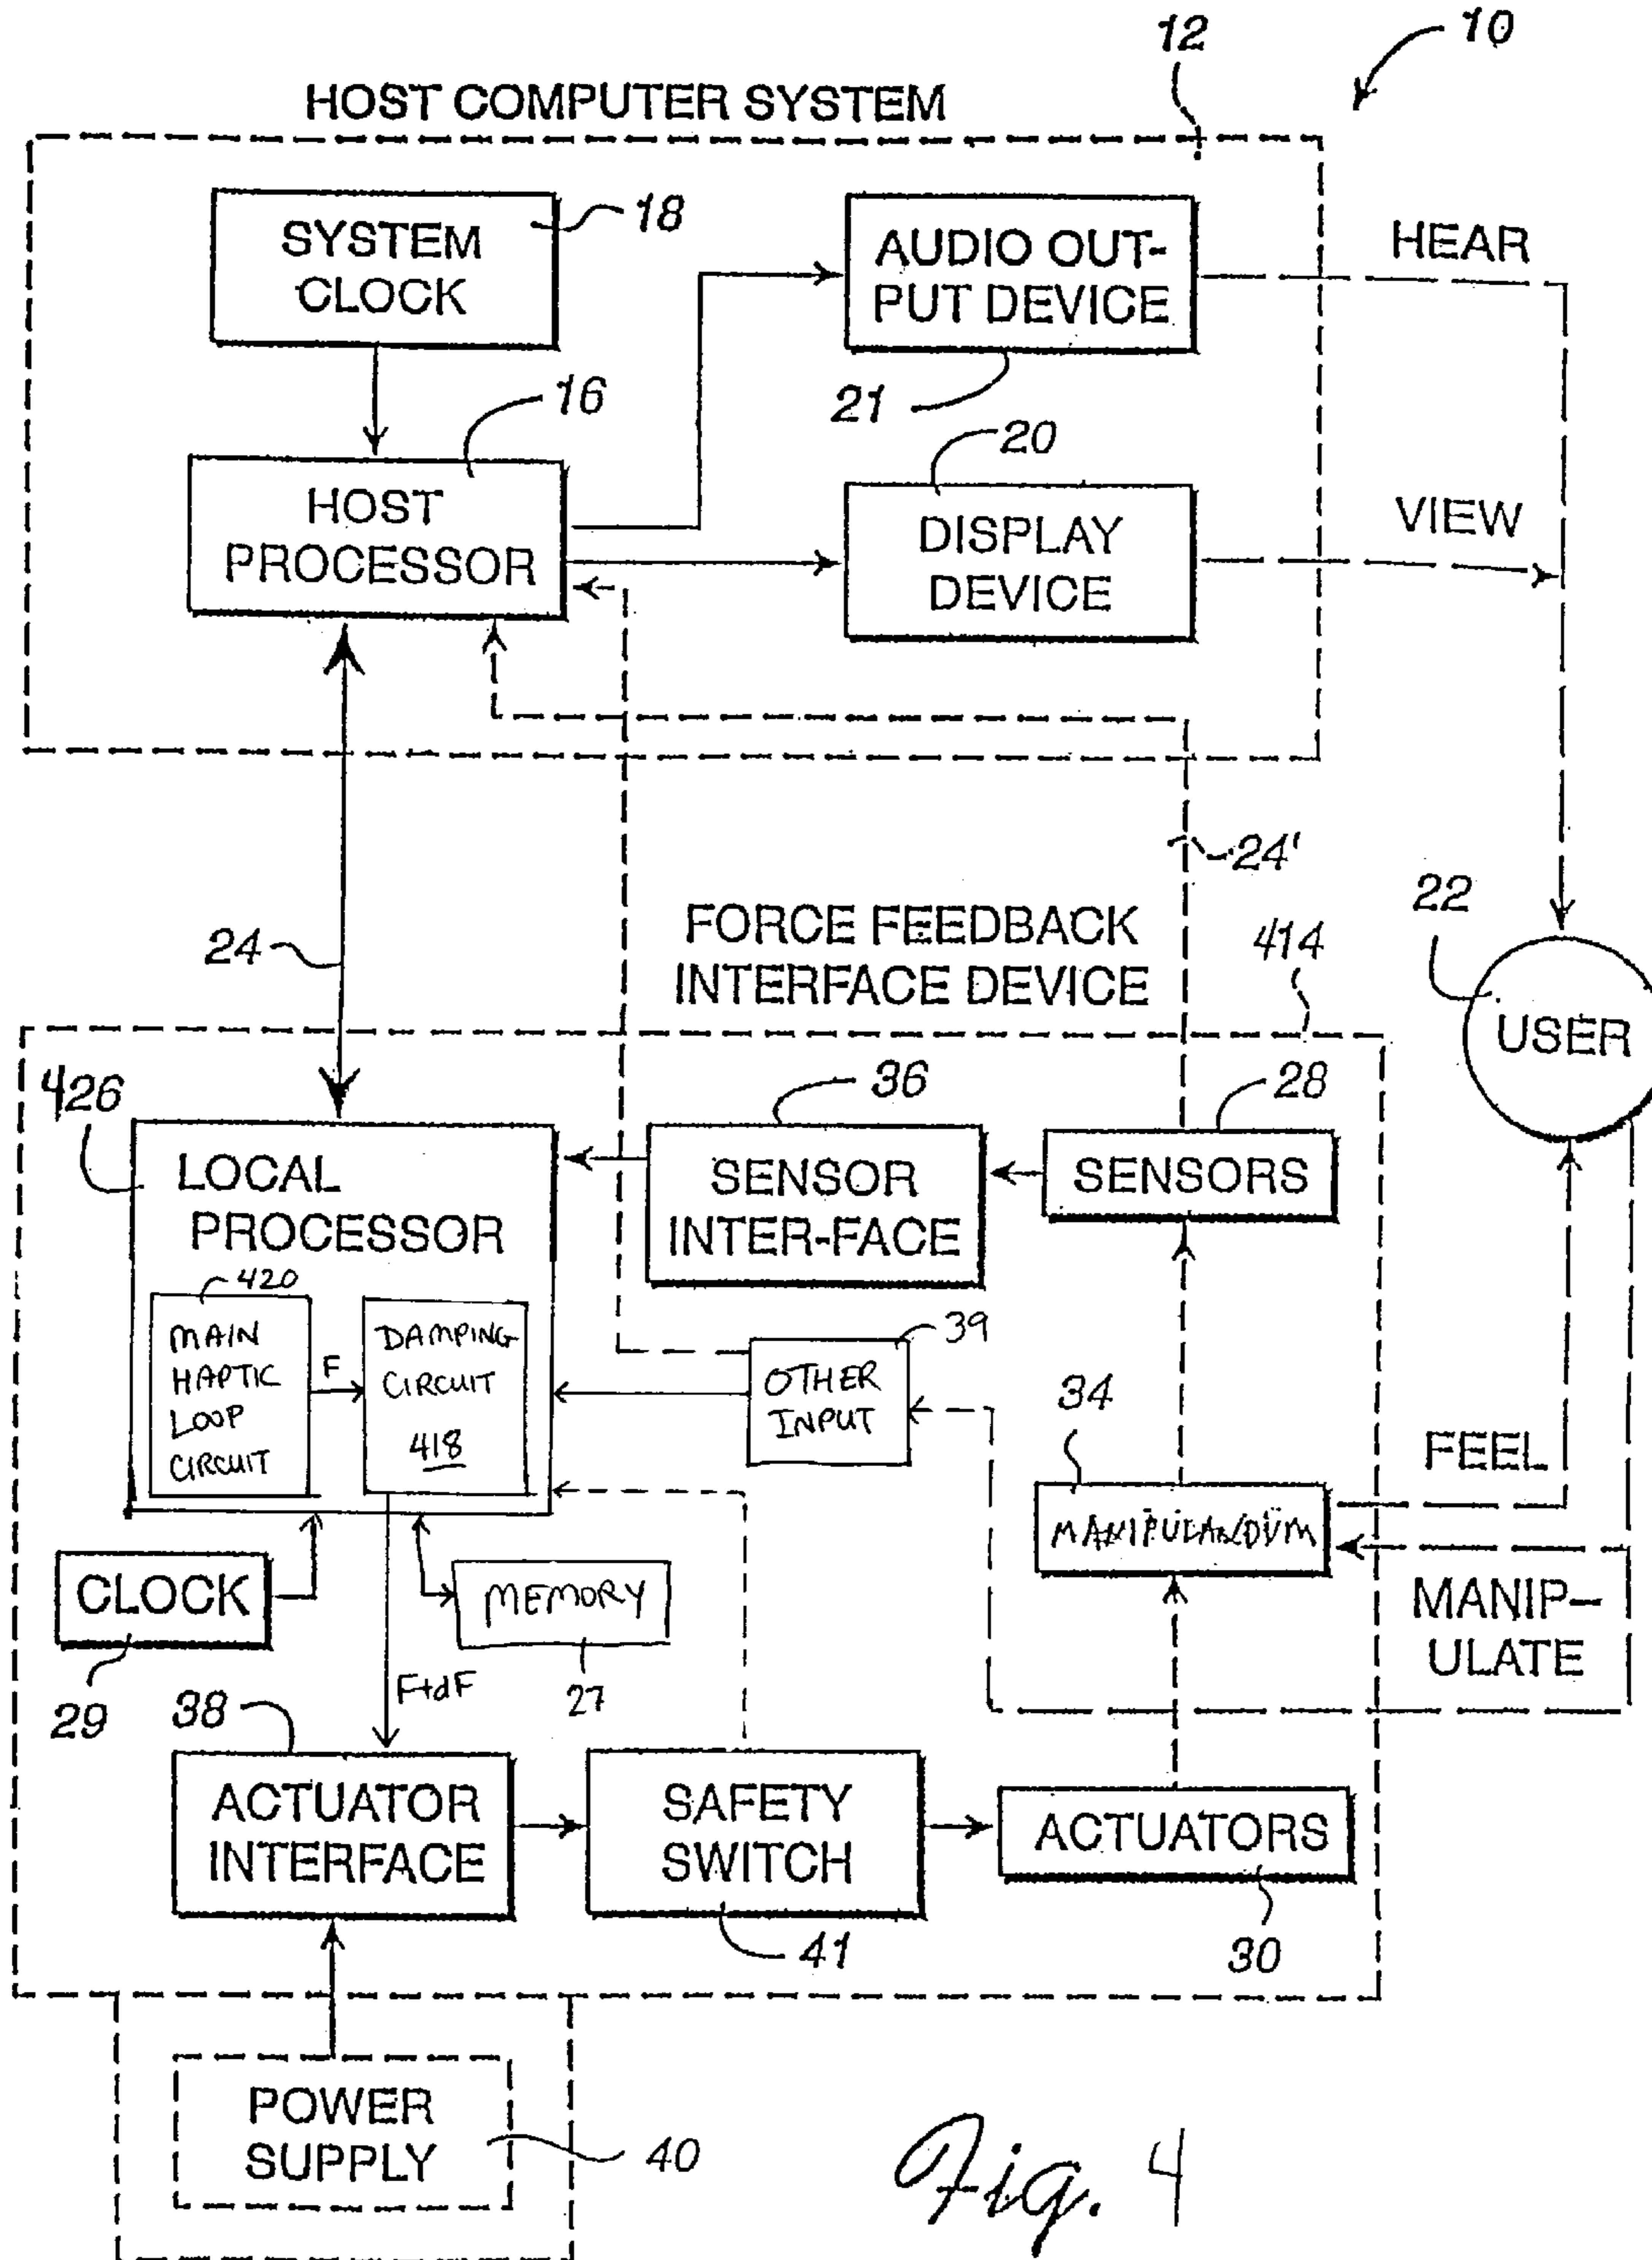 10
12
HOST COMPUTER SYSTEM
SYSTEM
CLOCK
18
AUDIO OUT-
PUT DEVICE
21
HEAR
16
HOST
PROCESSOR
20
DISPLAY
DEVICE
VIEW
24
24'
FORCE FEEDBACK
INTERFACE DEVICE
414
22
USER
426
LOCAL
PROCESSOR
36
SENSOR
INTER-FACE
28
SENSORS
420
MAIN
HAPTIC
LOOP
CIRCUIT
F
DAMPING
CIRCUIT
418
39
OTHER
INPUT
34
MANIPULANDUM
FEEL
MANIP-
ULATE
CLOCK
29
MEMORY
27
F+dF
38
ACTUATOR
INTERFACE
SAFETY
SWITCH
41
ACTUATORS
30
POWER
SUPPLY
40
Fig. 4